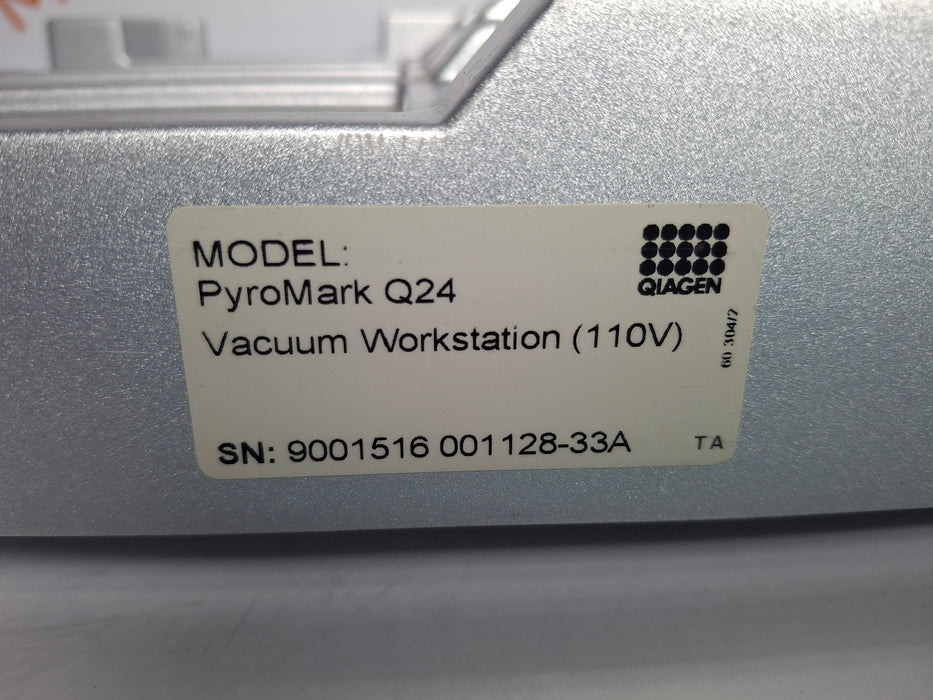 MODEL:
PyroMark Q24
Vacuum Workstation (110V)
QIAGEN
60 304/2
SN: 9001516 001128-33A
TA